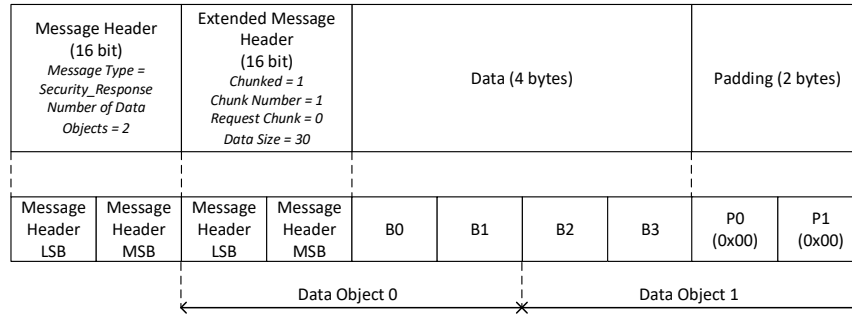 Message Header
(16 bit)
Message Type =
Security_Response
Number of Data
Objects = 2
Extended Message
Header
(16 bit)
Chunked = 1
Chunk Number = 1
Request Chunk = 0
Data Size = 30
Data (4 bytes)
Padding (2 bytes)
Message
Header
LSB
Message
Header
MSB
Message
Header
LSB
Message
Header
MSB
B0
B1
B2
B3
P0
(0x00)
P1
(0x00)
Data Object 0
Data Object 1